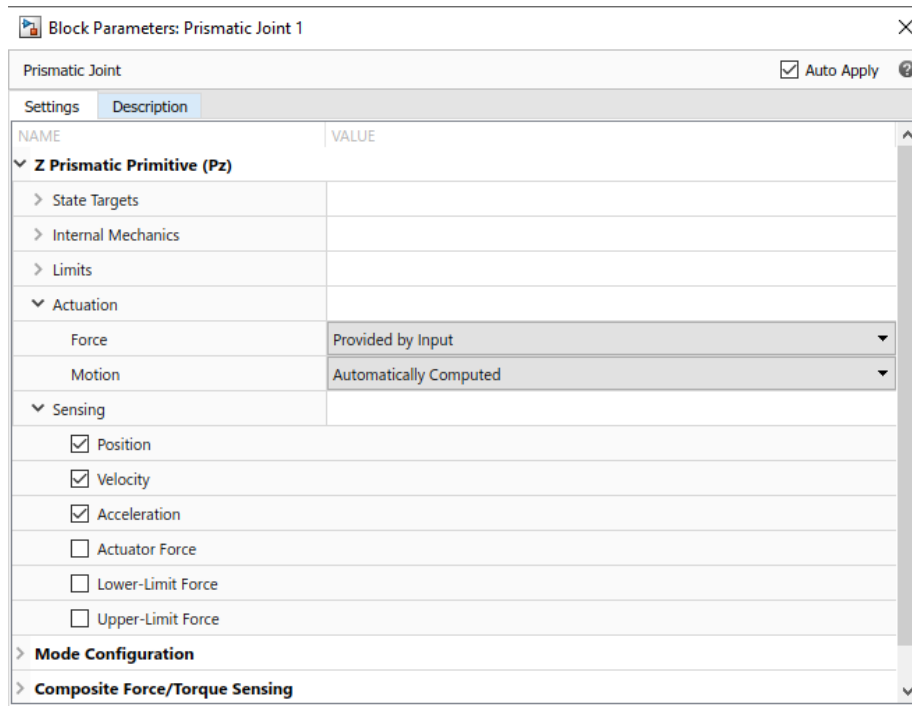 Block Parameters: Prismatic Joint 1
Prismatic Joint Auto Apply
Settings Description
NAME VALUE
Z Prismatic Primitive (Pz)
State Targets
Internal Mechanics
Limits
Actuation
Force Provided by Input
Motion Automatically Computed
Sensing
Position
Velocity
Acceleration
Actuator Force
Lower-Limit Force
Upper-Limit Force
Mode Configuration
Composite Force/Torque Sensing